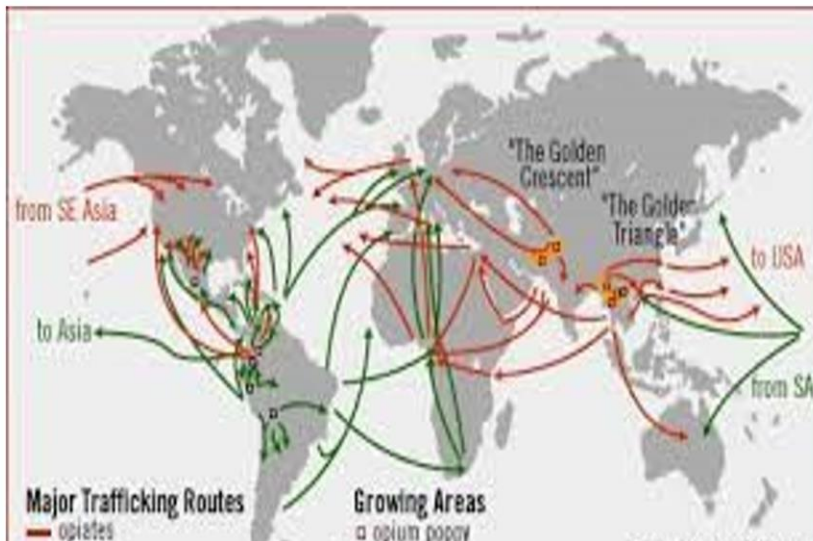 "The Golden
Crescent"
"The Golden
Triangle"
from SE Asia
to USA
to Asia
from SA
Major Trafficking Routes
opiates
Growing Areas
opium poppy